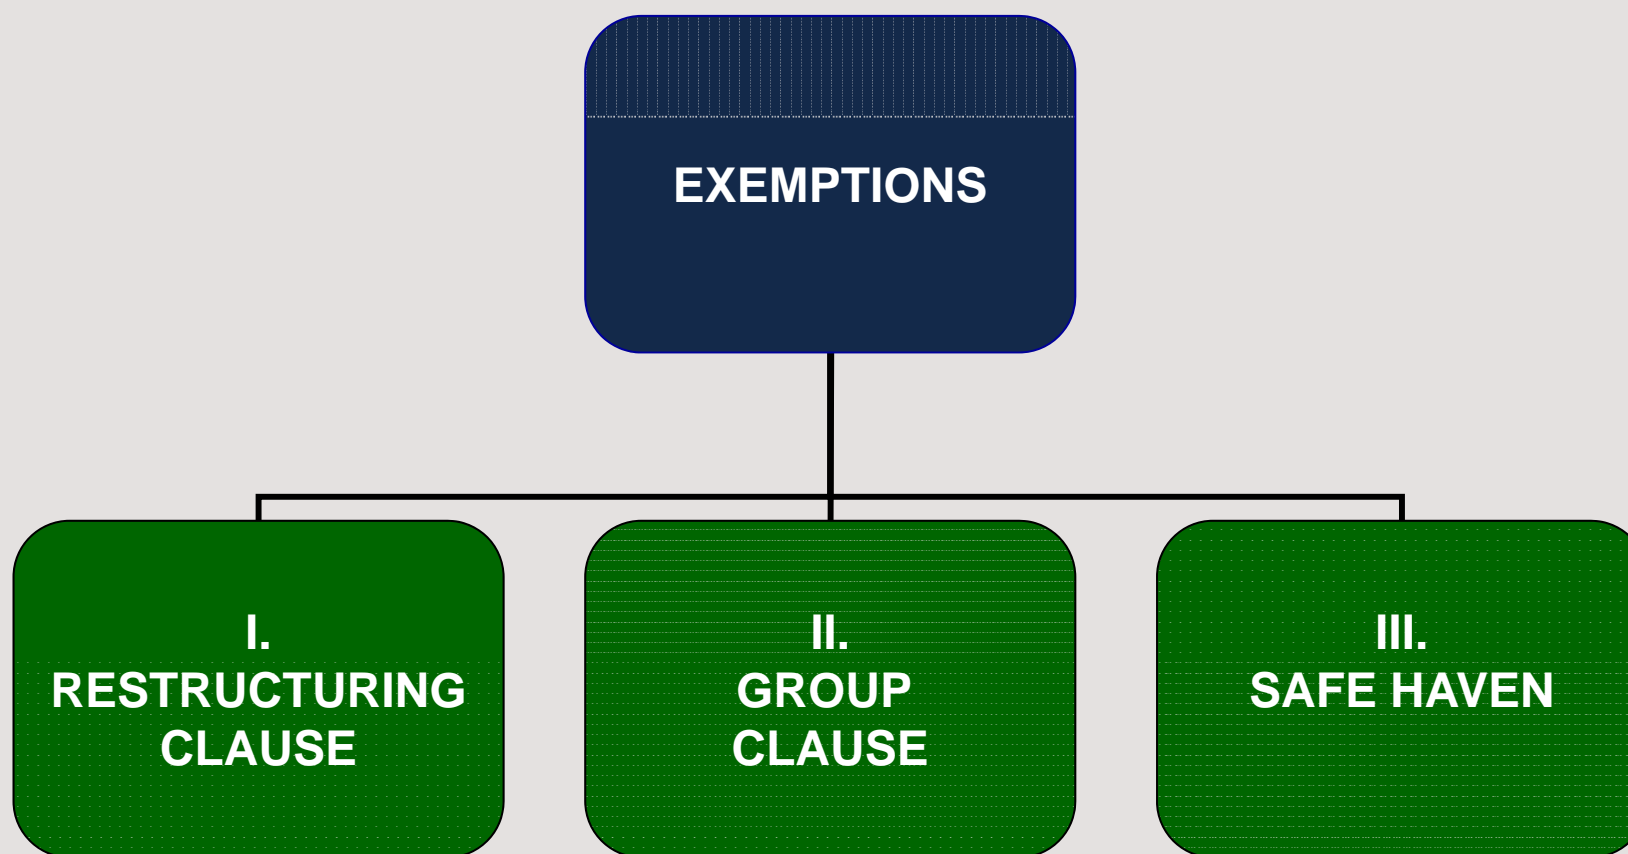 EXEMPTIONS
I.
RESTRUCTURING
CLAUSE
II.
GROUP
CLAUSE
III.
SAFE HAVEN